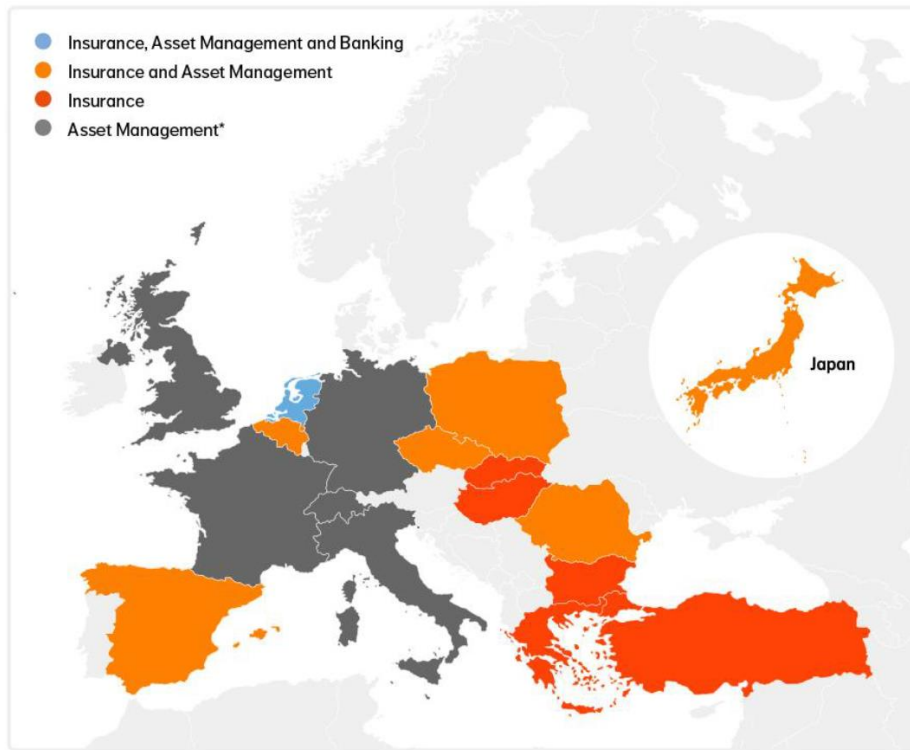 Insurance, Asset Management and Banking
Insurance and Asset Management
Insurance
Asset Management*
Japan